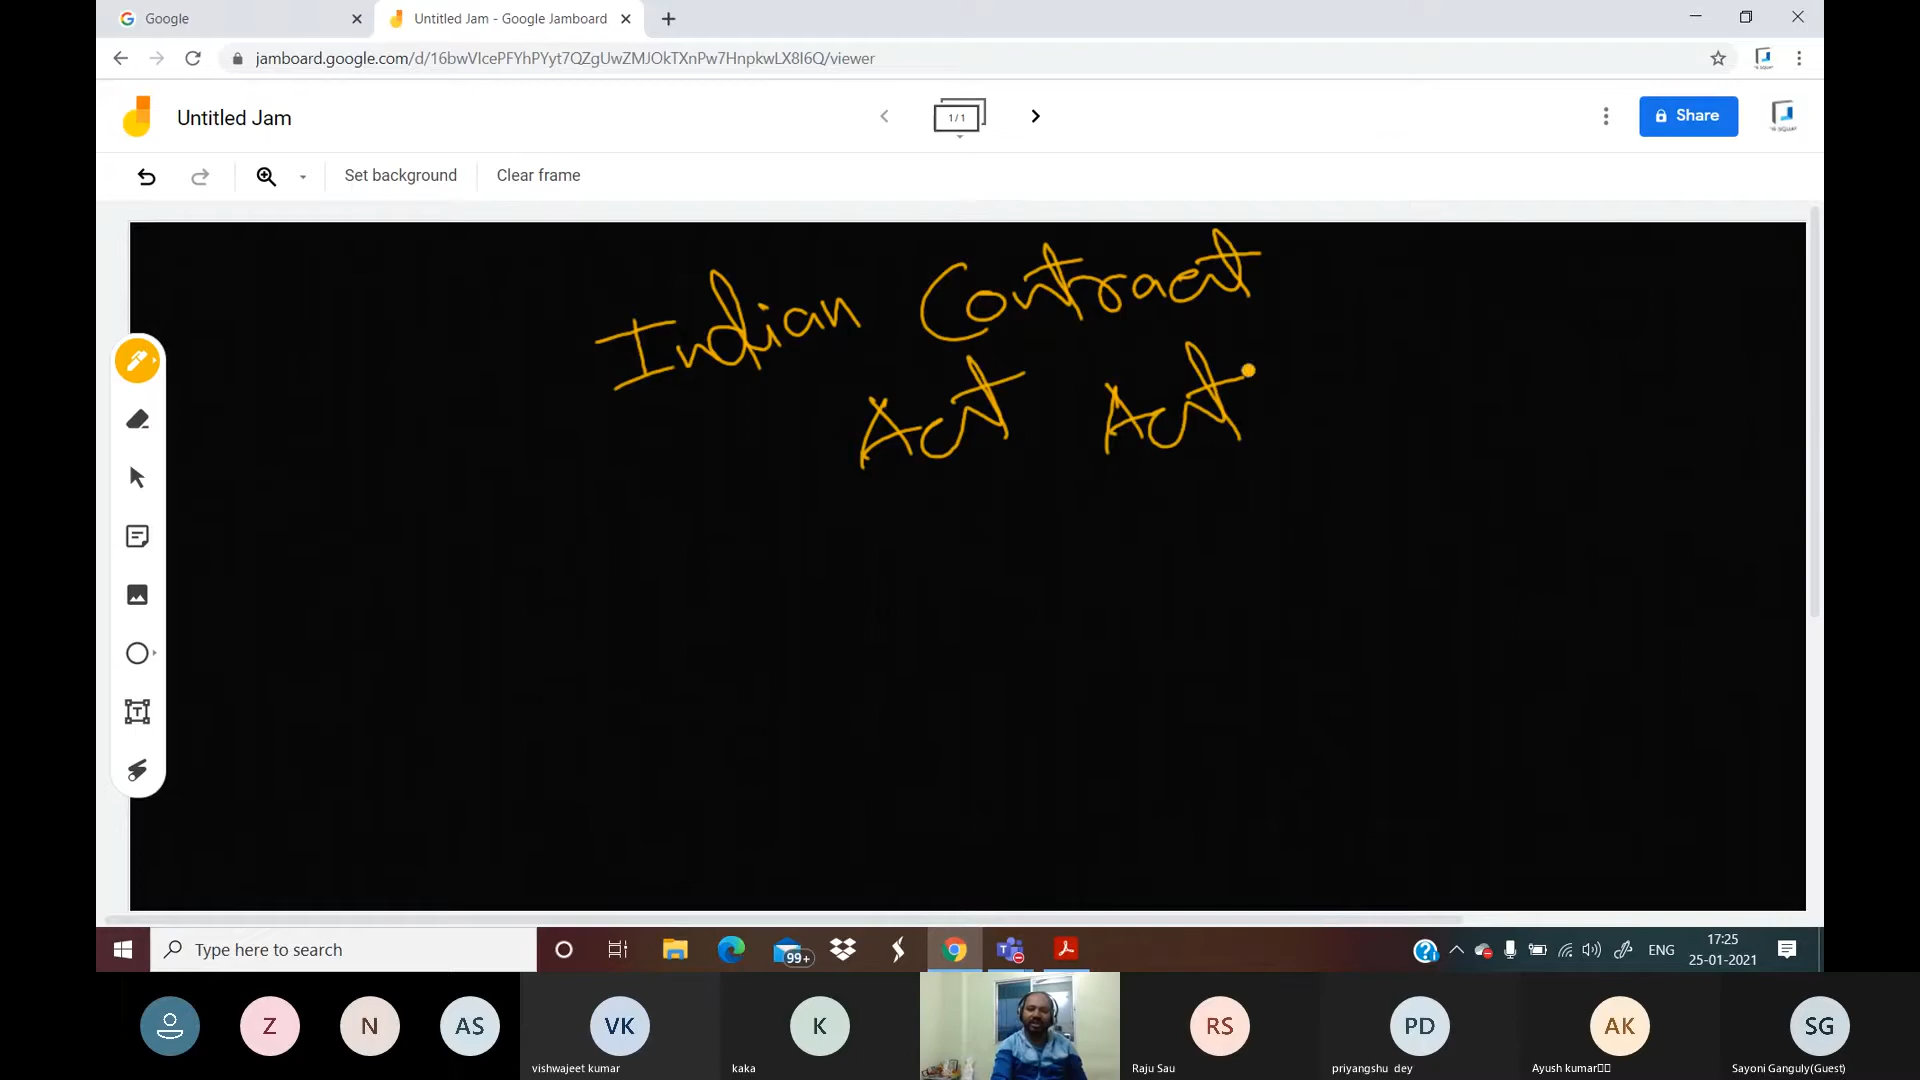 Google
Untitled Jam - Google Jamboard
jamboard.google.com/d/16bwVIcePFYhPYyt7QZgUwZMJOkTXnPw7HnpkwLX8I6Q/viewer
Untitled Jam
1/1
Share
Set background
Clear frame
Indian Contract
Act Act
Type here to search
99+
ENG
17:25
25-01-2021
Z
N
AS
VK
vishwajeet kumar
K
kaka
RS
Raju Sau
PD
priyangshu dey
AK
Ayush kumar
SG
Sayoni Ganguly(Guest)